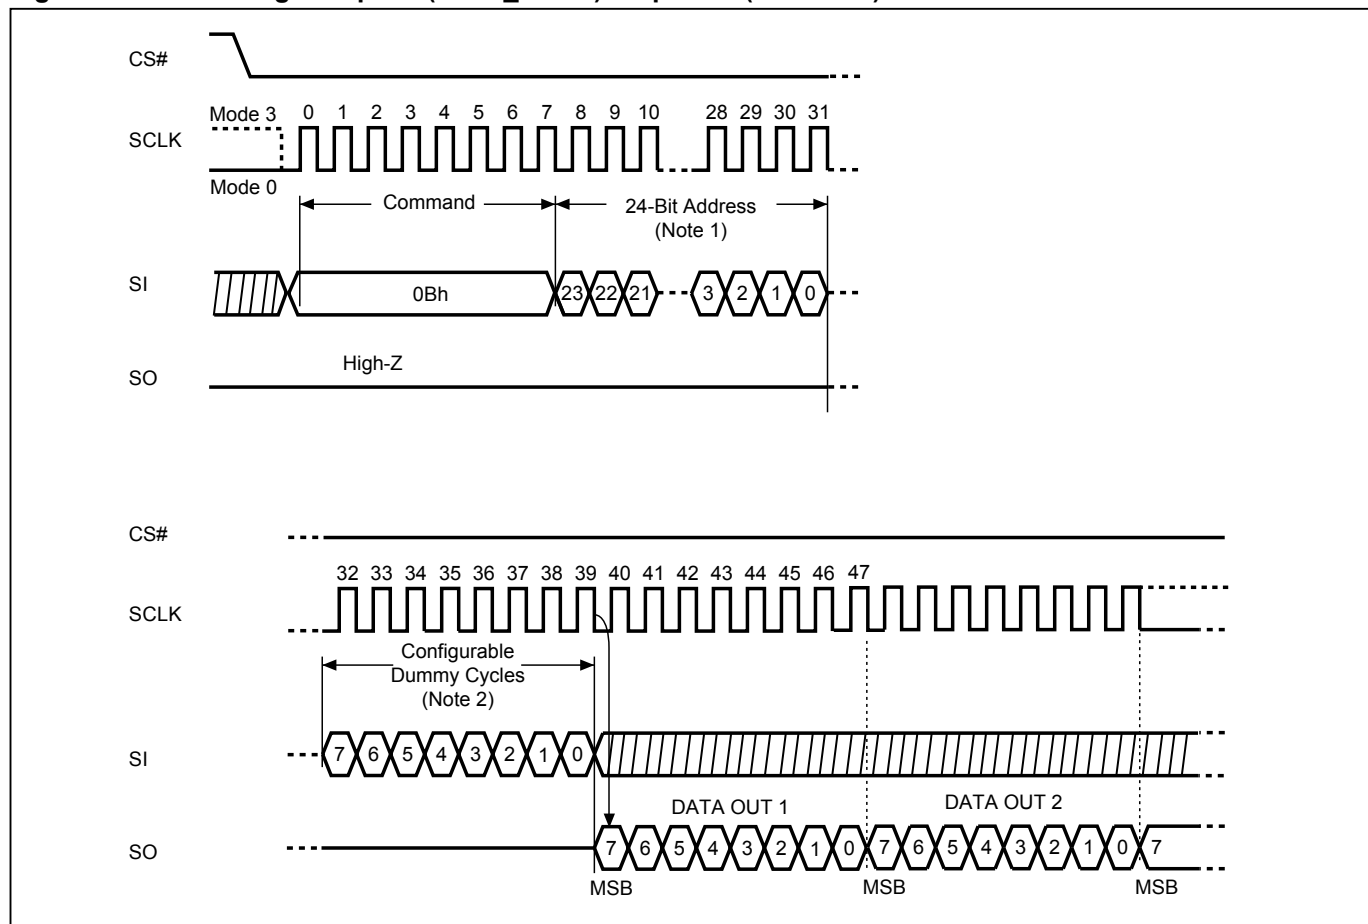 CS#
Mode 3
0 1 2 3 4 5 6 7 8 9 10 28 29 30 31
SCLK
Mode 0
Command
24-Bit Address
(Note 1)
SI
0Bh
23 22 21 3 2 1 0
High-Z
SO
CS#
32 33 34 35 36 37 38 39 40 41 42 43 44 45 46 47
SCLK
Configurable
Dummy Cycles
(Note 2)
SI
7 6 5 4 3 2 1 0
DATA OUT 1 DATA OUT 2
SO
7 6 5 4 3 2 1 0 7 6 5 4 3 2 1 0 7
MSB MSB MSB